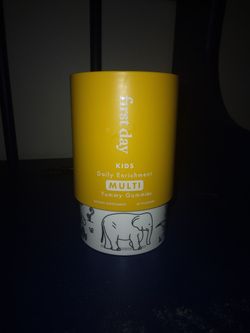 first day
KIDS
Daily Enrichment
MULTI
Yummy Gummies